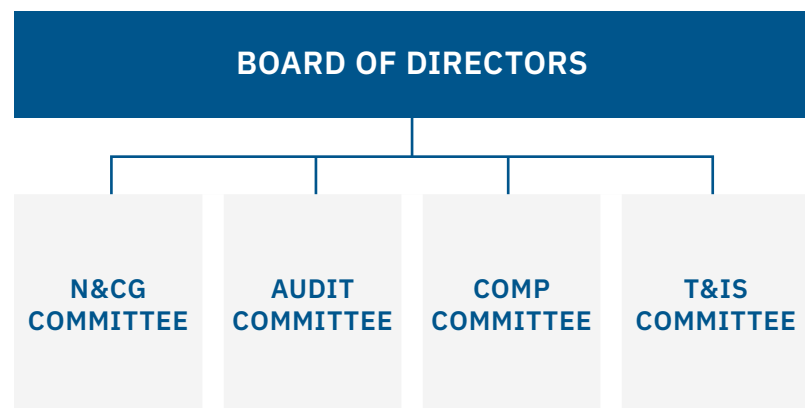 BOARD OF DIRECTORS
N&CG
COMMITTEE
AUDIT
COMMITTEE
COMP
COMMITTEE
T&IS
COMMITTEE